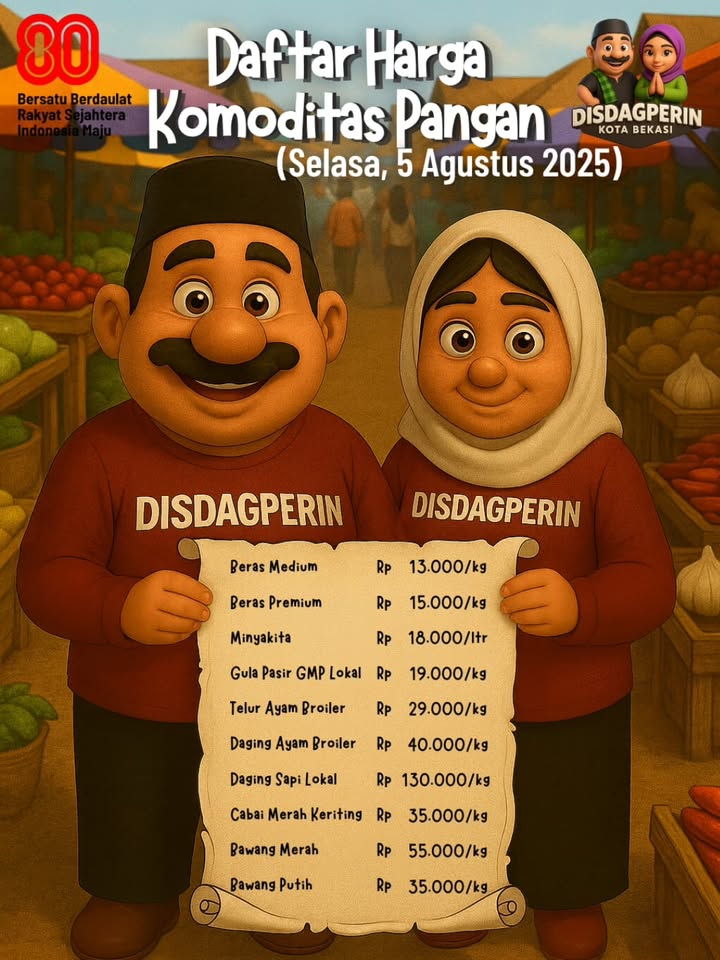 80
Bersatu Berdaulat
Rakyat Sejahtera
Indonesia Maju
Daftar Harga
Komoditas Pangan
(Selasa, 5 Agustus 2025)
DISDAGPERIN
KOTA BEKASI
DISDAGPERIN
DISDAGPERIN
Beras Medium Rp 13.000/kg
Beras Premium Rp 15.000/kg
Minyakita Rp 18.000/ltr
Gula Pasir GMP Lokal Rp 19.000/kg
Telur Ayam Broiler Rp 29.000/kg
Daging Ayam Broiler Rp 40.000/kg
Daging Sapi Lokal Rp 130.000/kg
Cabai Merah Keriting Rp 35.000/kg
Bawang Merah Rp 55.000/kg
Bawang Putih Rp 35.000/kg